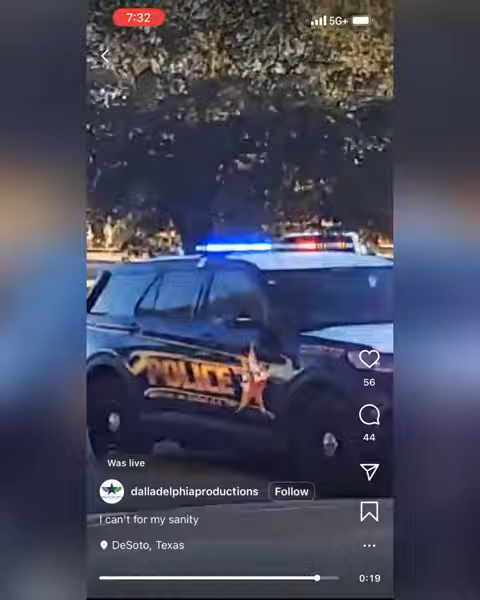 7:32
5G+
POLICE
56
44
Was live
dalladelphiaproductions
Follow
I can't for my sanity
DeSoto, Texas
0:19